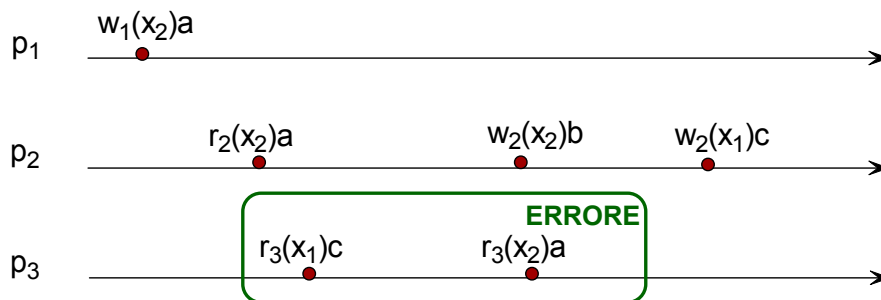 p₁ w₁(x₂)a
p₂ r₂(x₂)a w₂(x₂)b w₂(x₁)c
ERRORE
p₃ r₃(x₁)c r₃(x₂)a